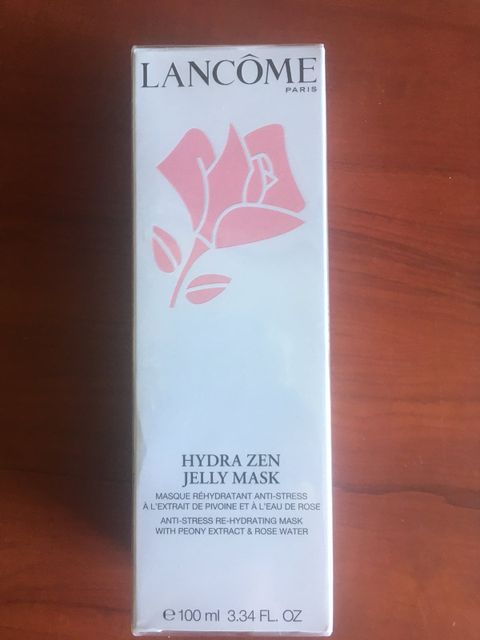 LANCÔME
PARIS
HYDRA ZEN
JELLY MASK
MASQUE RÉHYDRATANT ANTI-STRESS
À L'EXTRAIT DE PIVOINE ET À L'EAU DE ROSE
ANTI-STRESS RE-HYDRATING MASK
WITH PEONY EXTRACT & ROSE WATER
℮ 100 ml 3.34 FL. OZ